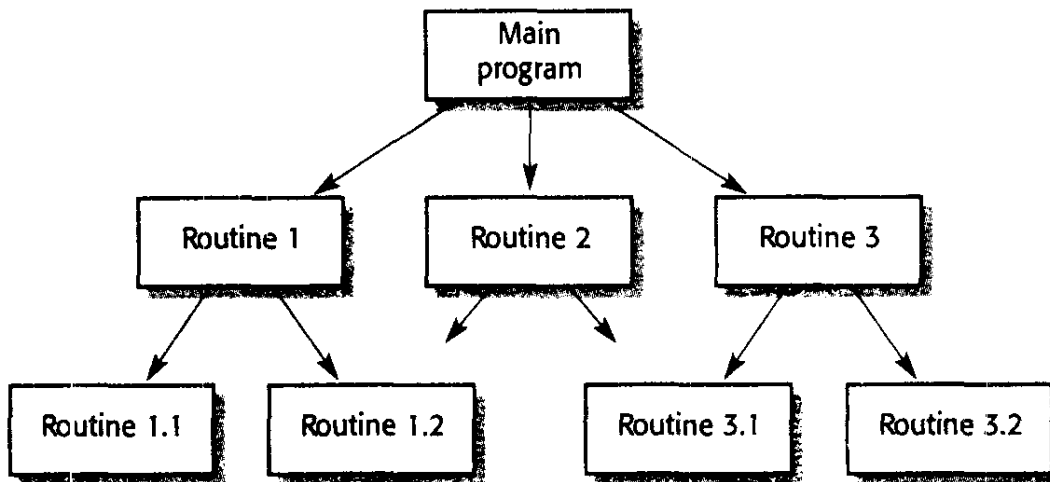 Main
program
Routine 1
Routine 2
Routine 3
Routine 1.1
Routine 1.2
Routine 3.1
Routine 3.2